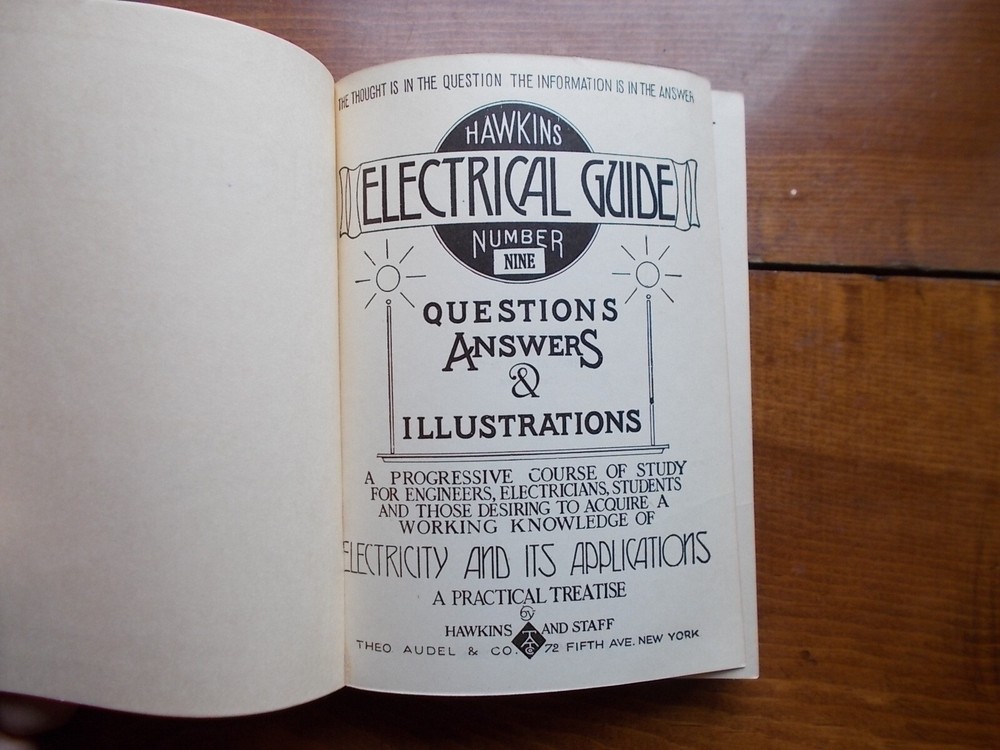 THE THOUGHT IS IN THE QUESTION THE INFORMATION IS IN THE ANSWER
HAWKINS
ELECTRICAL GUIDE
NUMBER
NINE
QUESTIONS
ANSWERS
&
ILLUSTRATIONS
A PROGRESSIVE COURSE OF STUDY
FOR ENGINEERS, ELECTRICIANS, STUDENTS
AND THOSE DESIRING TO ACQUIRE A
WORKING KNOWLEDGE OF
ELECTRICITY AND ITS APPLICATIONS
A PRACTICAL TREATISE
by
HAWKINS AND STAFF
THEO. AUDEL & CO. 72 FIFTH AVE. NEW YORK